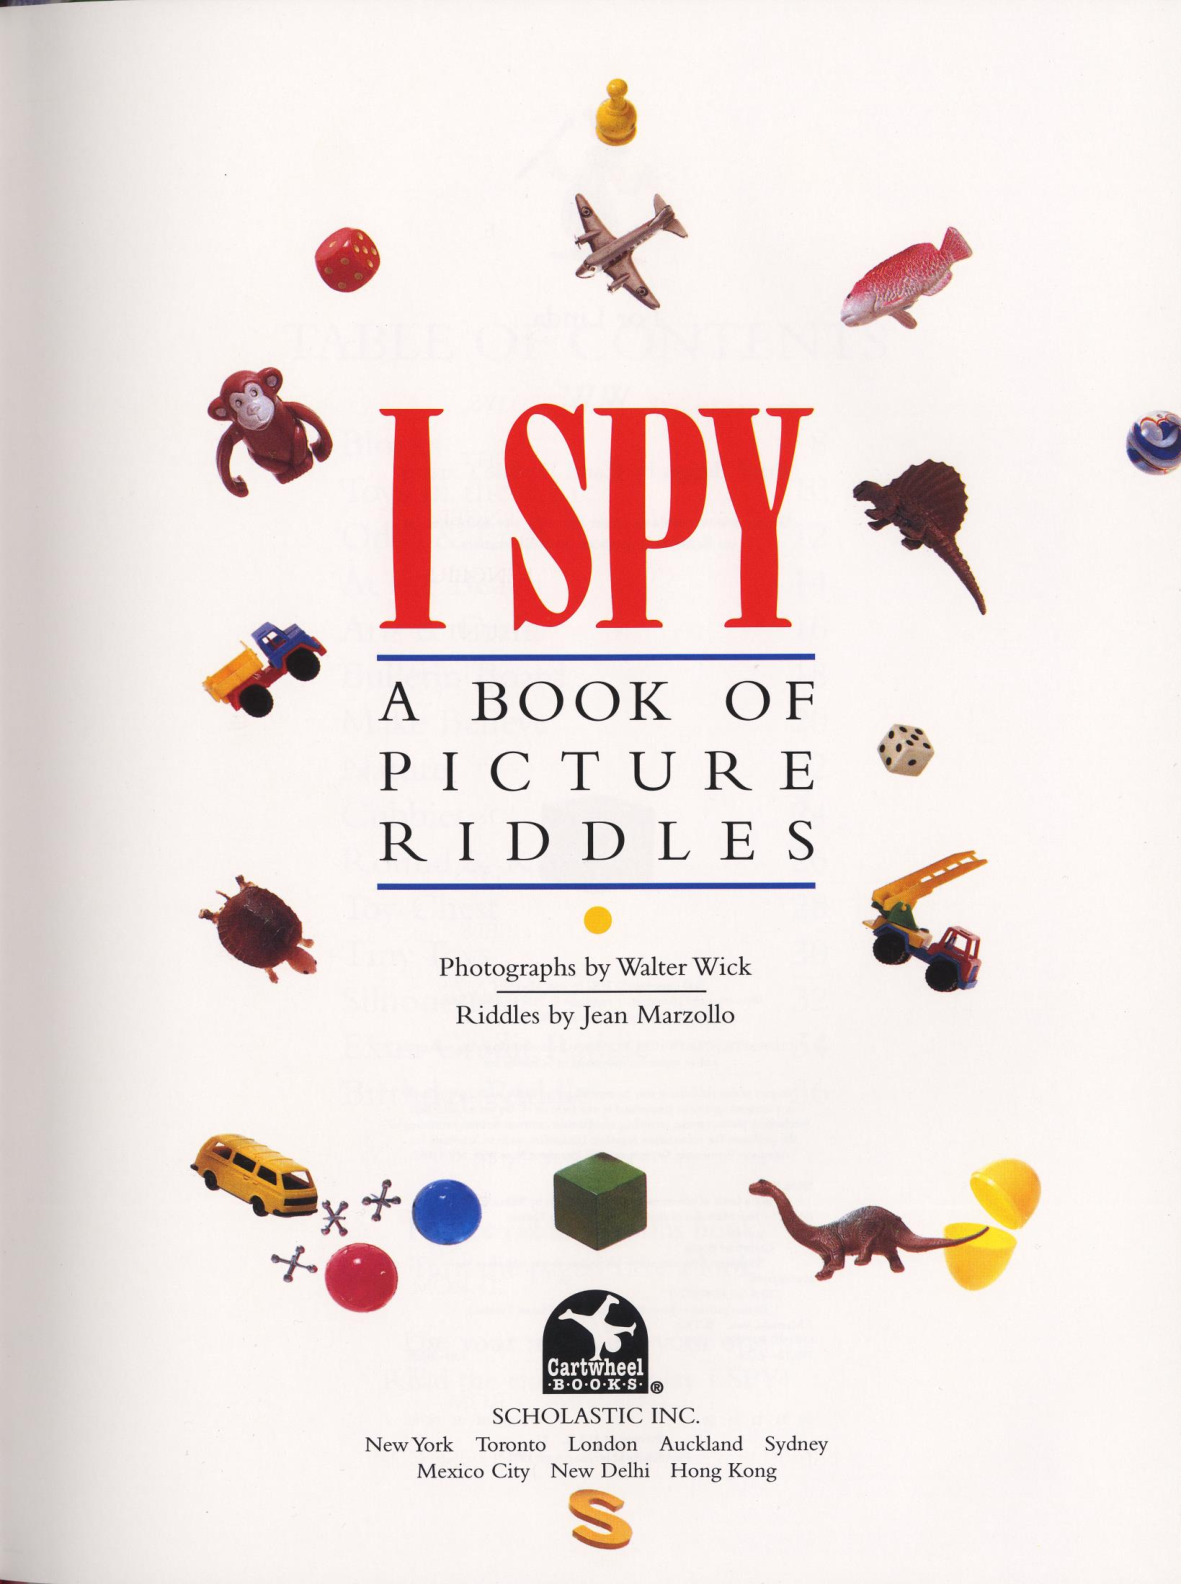 I SPY
A BOOK OF
PICTURE
RIDDLES
Photographs by Walter Wick
Riddles by Jean Marzollo
Cartwheel
·B·O·O·K·S·®
SCHOLASTIC INC.
New York Toronto London Auckland Sydney
Mexico City New Delhi Hong Kong
S